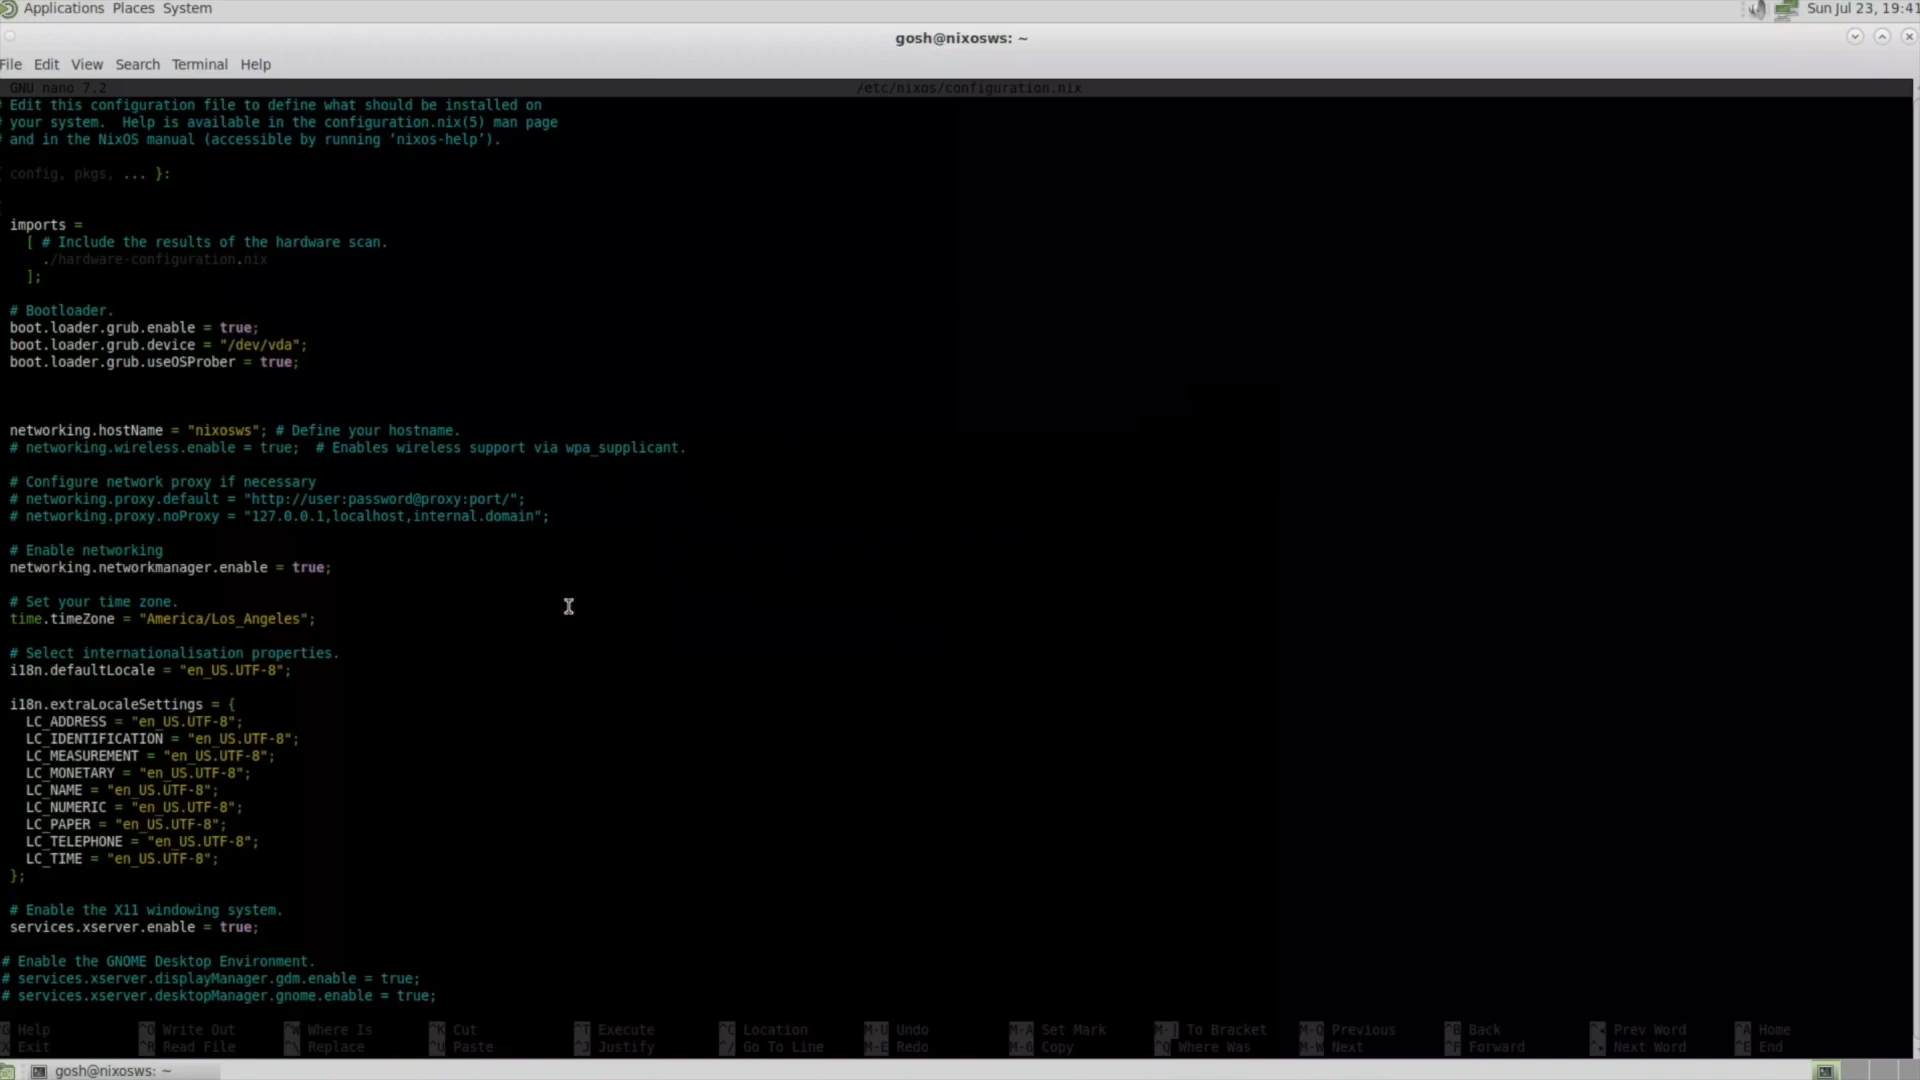 Applications Places System
Sun Jul 23, 19:41
gosh@nixosws: ~
File Edit View Search Terminal Help
GNU nano 7.2 /etc/nixos/configuration.nix
# Edit this configuration file to define what should be installed on
# your system.  Help is available in the configuration.nix(5) man page
# and in the NixOS manual (accessible by running ‘nixos-help’).
{ config, pkgs, ... }:
{
imports =
[ # Include the results of the hardware scan.
./hardware-configuration.nix
];
# Bootloader.
boot.loader.grub.enable = true;
boot.loader.grub.device = "/dev/vda";
boot.loader.grub.useOSProber = true;
networking.hostName = "nixosws"; # Define your hostname.
# networking.wireless.enable = true;  # Enables wireless support via wpa_supplicant.
# Configure network proxy if necessary
# networking.proxy.default = "http://user:password@proxy:port/";
# networking.proxy.noProxy = "127.0.0.1,localhost,internal.domain";
# Enable networking
networking.networkmanager.enable = true;
# Set your time zone.
time.timeZone = "America/Los_Angeles";
# Select internationalisation properties.
i18n.defaultLocale = "en_US.UTF-8";
i18n.extraLocaleSettings = {
LC_ADDRESS = "en_US.UTF-8";
LC_IDENTIFICATION = "en_US.UTF-8";
LC_MEASUREMENT = "en_US.UTF-8";
LC_MONETARY = "en_US.UTF-8";
LC_NAME = "en_US.UTF-8";
LC_NUMERIC = "en_US.UTF-8";
LC_PAPER = "en_US.UTF-8";
LC_TELEPHONE = "en_US.UTF-8";
LC_TIME = "en_US.UTF-8";
};
# Enable the X11 windowing system.
services.xserver.enable = true;
# Enable the GNOME Desktop Environment.
# services.xserver.displayManager.gdm.enable = true;
# services.xserver.desktopManager.gnome.enable = true;
^G Help ^O Write Out ^W Where Is ^K Cut ^T Execute ^C Location M-U Undo M-A Set Mark M-] To Bracket M-Q Previous ^B Back ^◂ Prev Word ^A Home
^X Exit ^R Read File ^\ Replace ^U Paste ^J Justify ^/ Go To Line M-E Redo M-6 Copy ^Q Where Was M-W Next ^F Forward ^▸ Next Word ^E End
gosh@nixosws: ~